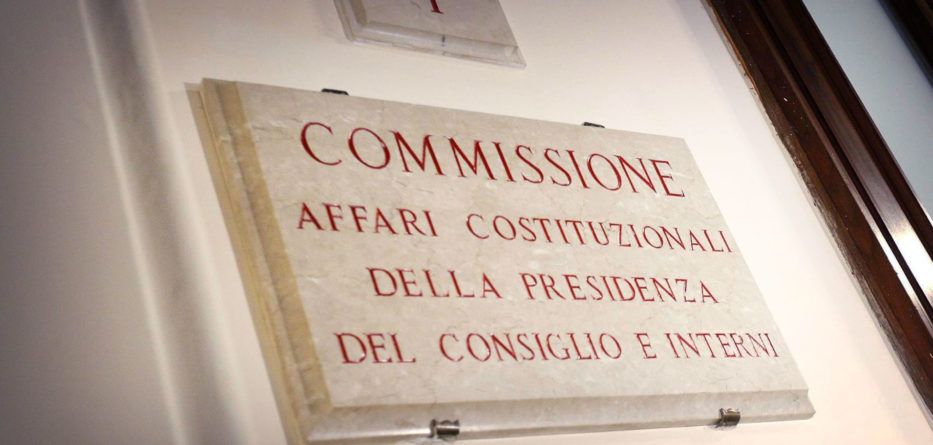 I
COMMISSIONE
AFFARI COSTITUZIONALI
DELLA PRESIDENZA
DEL CONSIGLIO E INTERNI